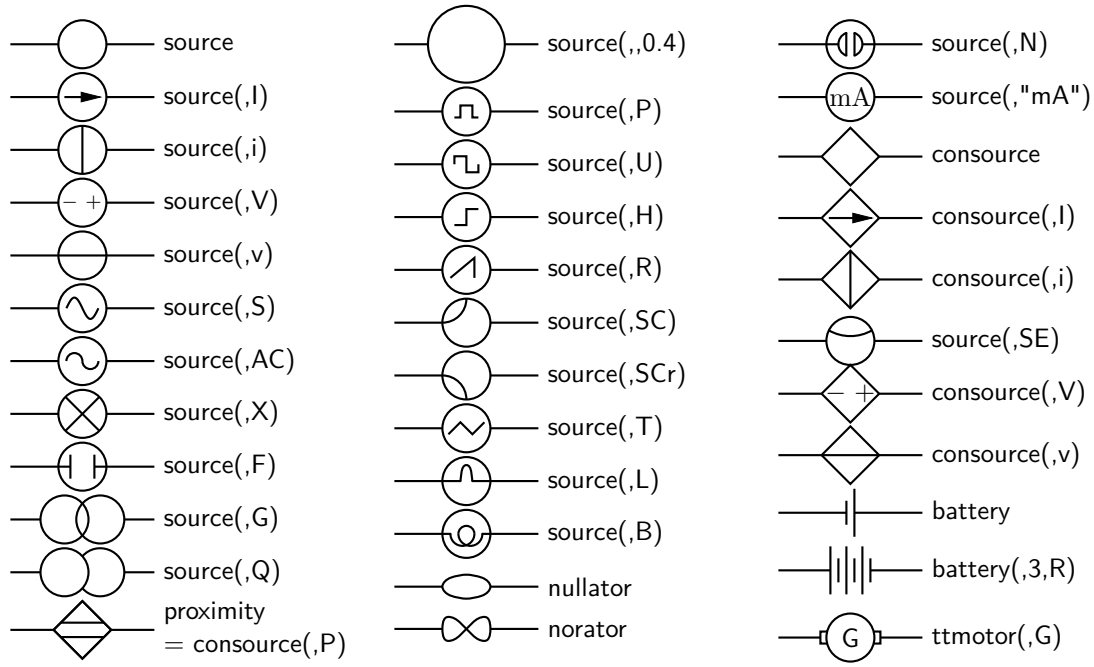 source
source(,I)
source(,i)
− + source(,V)
source(,v)
source(,S)
source(,AC)
source(,X)
source(,F)
source(,G)
source(,Q)
proximity
= consource(,P)
source(,,0.4)
source(,P)
source(,U)
source(,H)
source(,R)
source(,SC)
source(,SCr)
source(,T)
source(,L)
source(,B)
nullator
norator
source(,N)
mA source(,"mA")
consource
consource(,I)
consource(,i)
source(,SE)
− + consource(,V)
consource(,v)
battery
battery(,3,R)
G ttmotor(,G)